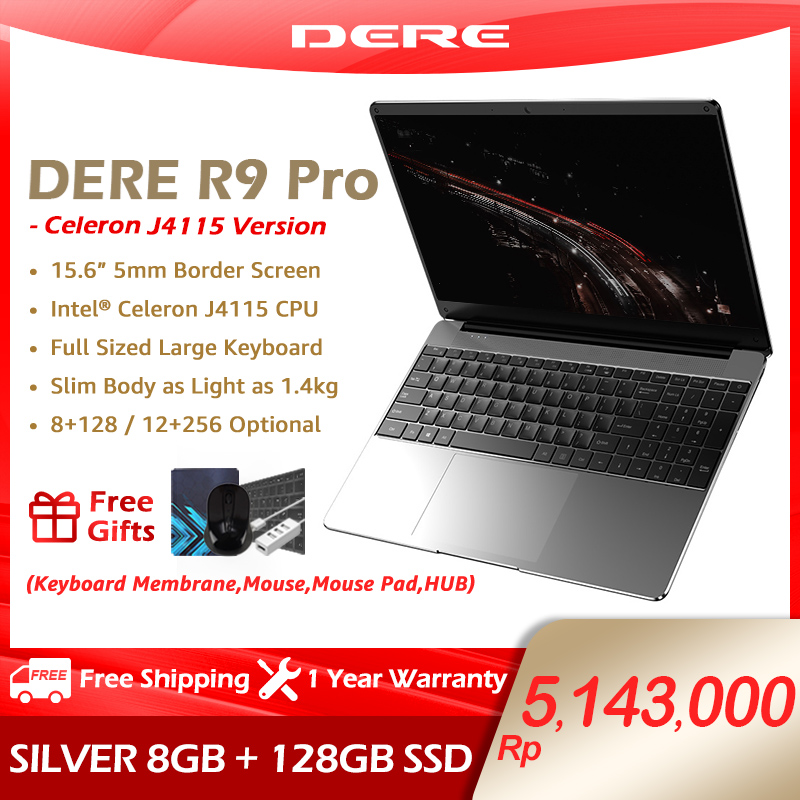 DERE
DERE R9 Pro
- Celeron J4115 Version
• 15.6" 5mm Border Screen
• Intel® Celeron J4115 CPU
• Full Sized Large Keyboard
• Slim Body as Light as 1.4kg
• 8+128 / 12+256 Optional
Free
Gifts
(Keyboard Membrane,Mouse,Mouse Pad,HUB)
FREE
Free Shipping
1 Year Warranty
5,143,000
Rp
SILVER 8GB + 128GB SSD